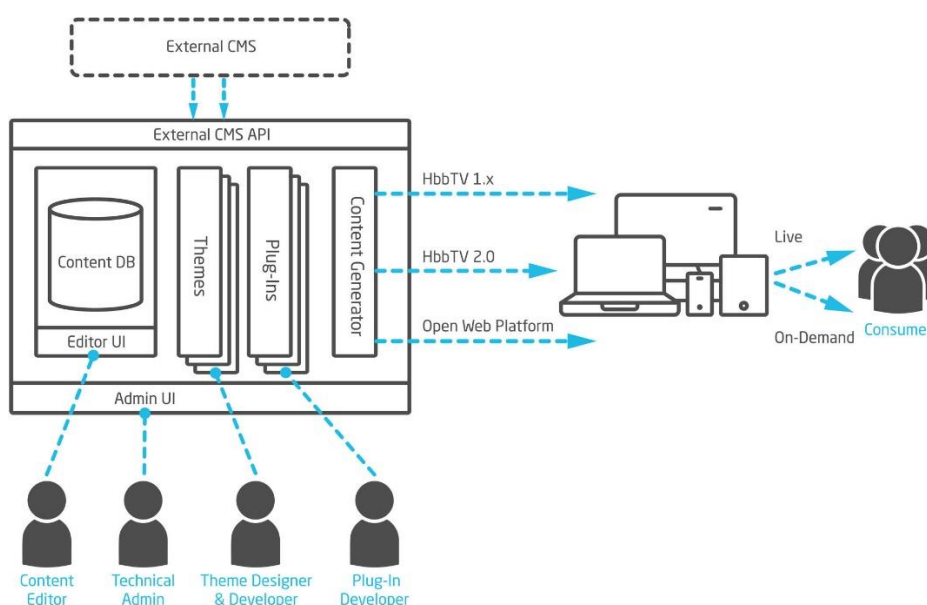 External CMS
External CMS API
Content DB
Editor UI
Themes
Plug-Ins
Content Generator
Admin UI
HbbTV 1.x
HbbTV 2.0
Open Web Platform
Live
On-Demand
Consume
Content
Editor
Technical
Admin
Theme Designer
& Developer
Plug-In
Developer